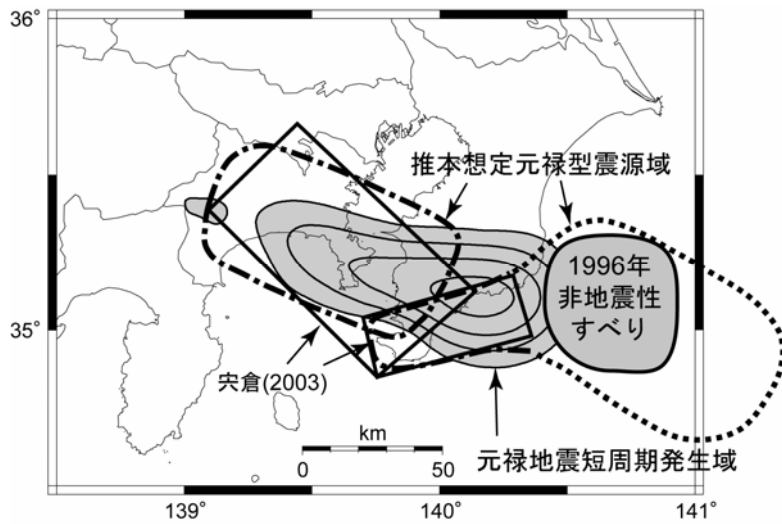 36°
推本想定元禄型震源域
1996年
非地震性
すべり
35°
宍倉(2003)
km
0 50
元禄地震短周期発生域
139° 140° 141°